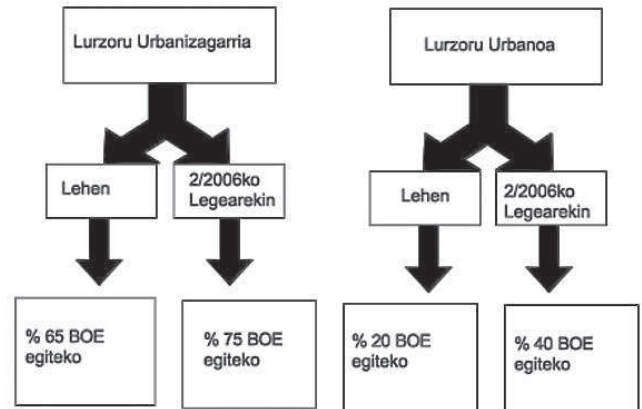 Lurzoru Urbanizagarria
Lurzoru Urbanoa
Lehen
2/2006ko
Legearekin
Lehen
2/2006ko
Legearekin
% 65 BOE
egiteko
% 75 BOE
egiteko
% 20 BOE
egiteko
% 40 BOE
egiteko